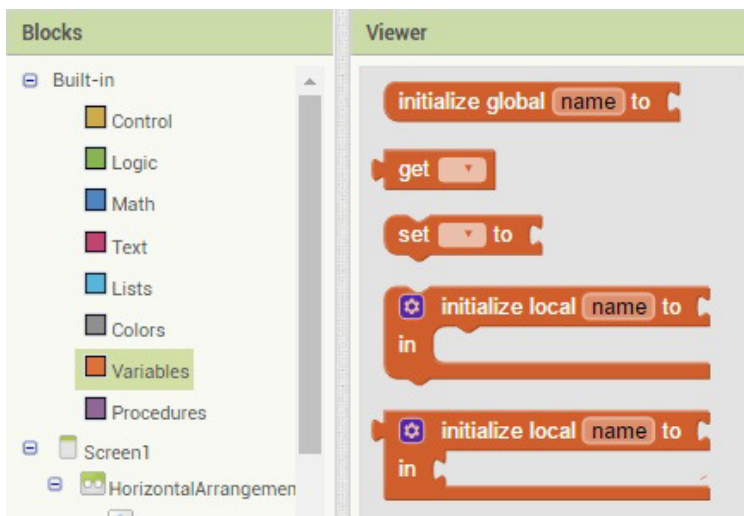 Blocks
Viewer
Built-in
Control
Logic
Math
Text
Lists
Colors
Variables
Procedures
Screen1
HorizontalArrangemen
initialize global name to
get
set to
initialize local name to
in
initialize local name to
in